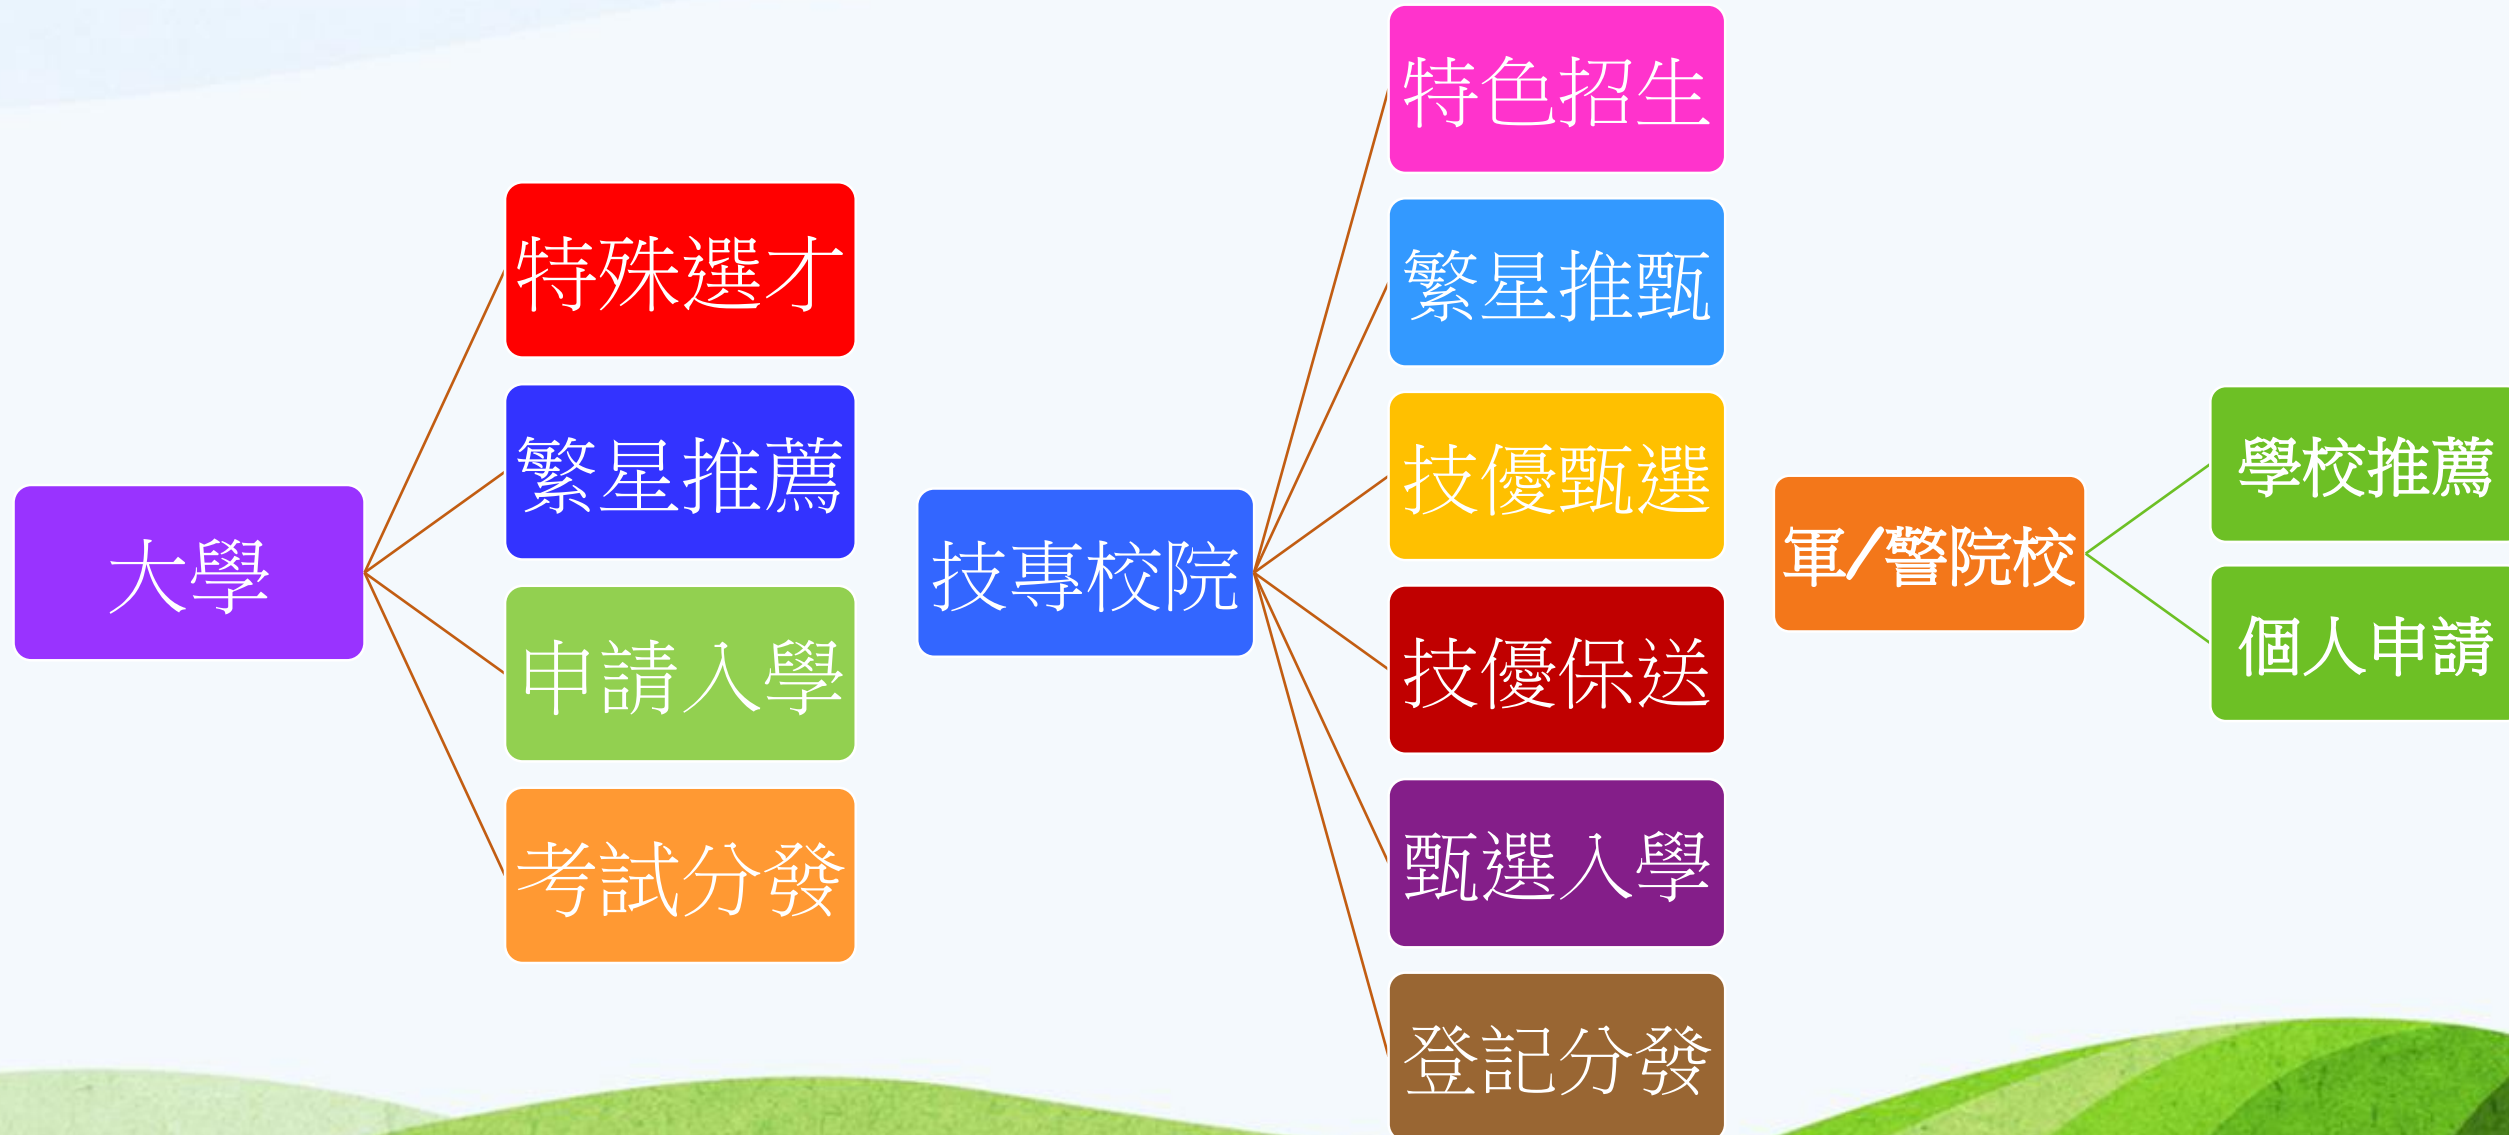 大學
特殊選才
繁星推薦
申請入學
考試分發
技專校院
特色招生
繁星推甄
技優甄選
技優保送
甄選入學
登記分發
軍/警院校
學校推薦
個人申請